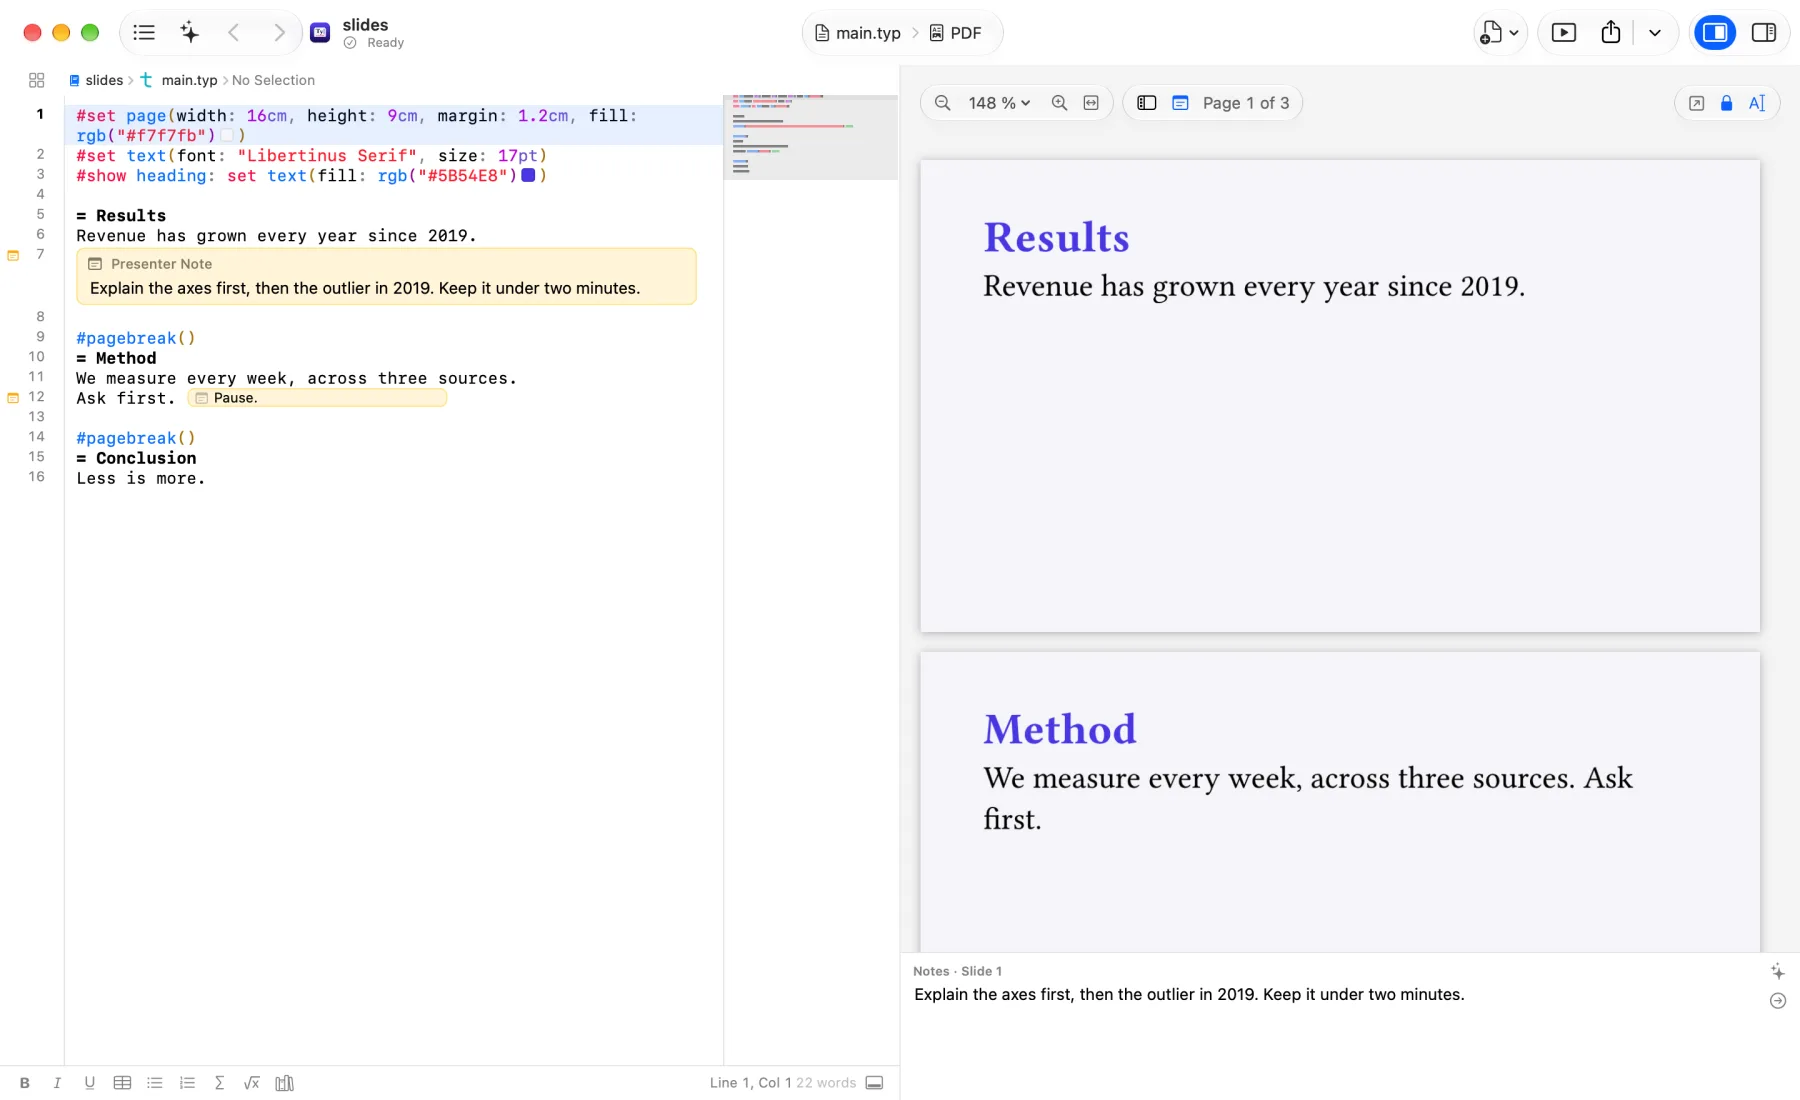 slides
Ready
main.typ
PDF
slides
main.typ
No Selection
148 %
Page 1 of 3
1
#set page(width: 16cm, height: 9cm, margin: 1.2cm, fill:
rgb("#f7f7fb"))
2
#set text(font: "Libertinus Serif", size: 17pt)
3
#show heading: set text(fill: rgb("#5B54E8"))
4
5
= Results
6
Revenue has grown every year since 2019.
7
Presenter Note
Explain the axes first, then the outlier in 2019. Keep it under two minutes.
8
9
#pagebreak()
10
= Method
11
We measure every week, across three sources.
12
Ask first. Pause.
13
14
#pagebreak()
15
= Conclusion
16
Less is more.
Results
Revenue has grown every year since 2019.
Method
We measure every week, across three sources. Ask
first.
Notes · Slide 1
Explain the axes first, then the outlier in 2019. Keep it under two minutes.
B I U Σ √x
Line 1, Col 1 22 words